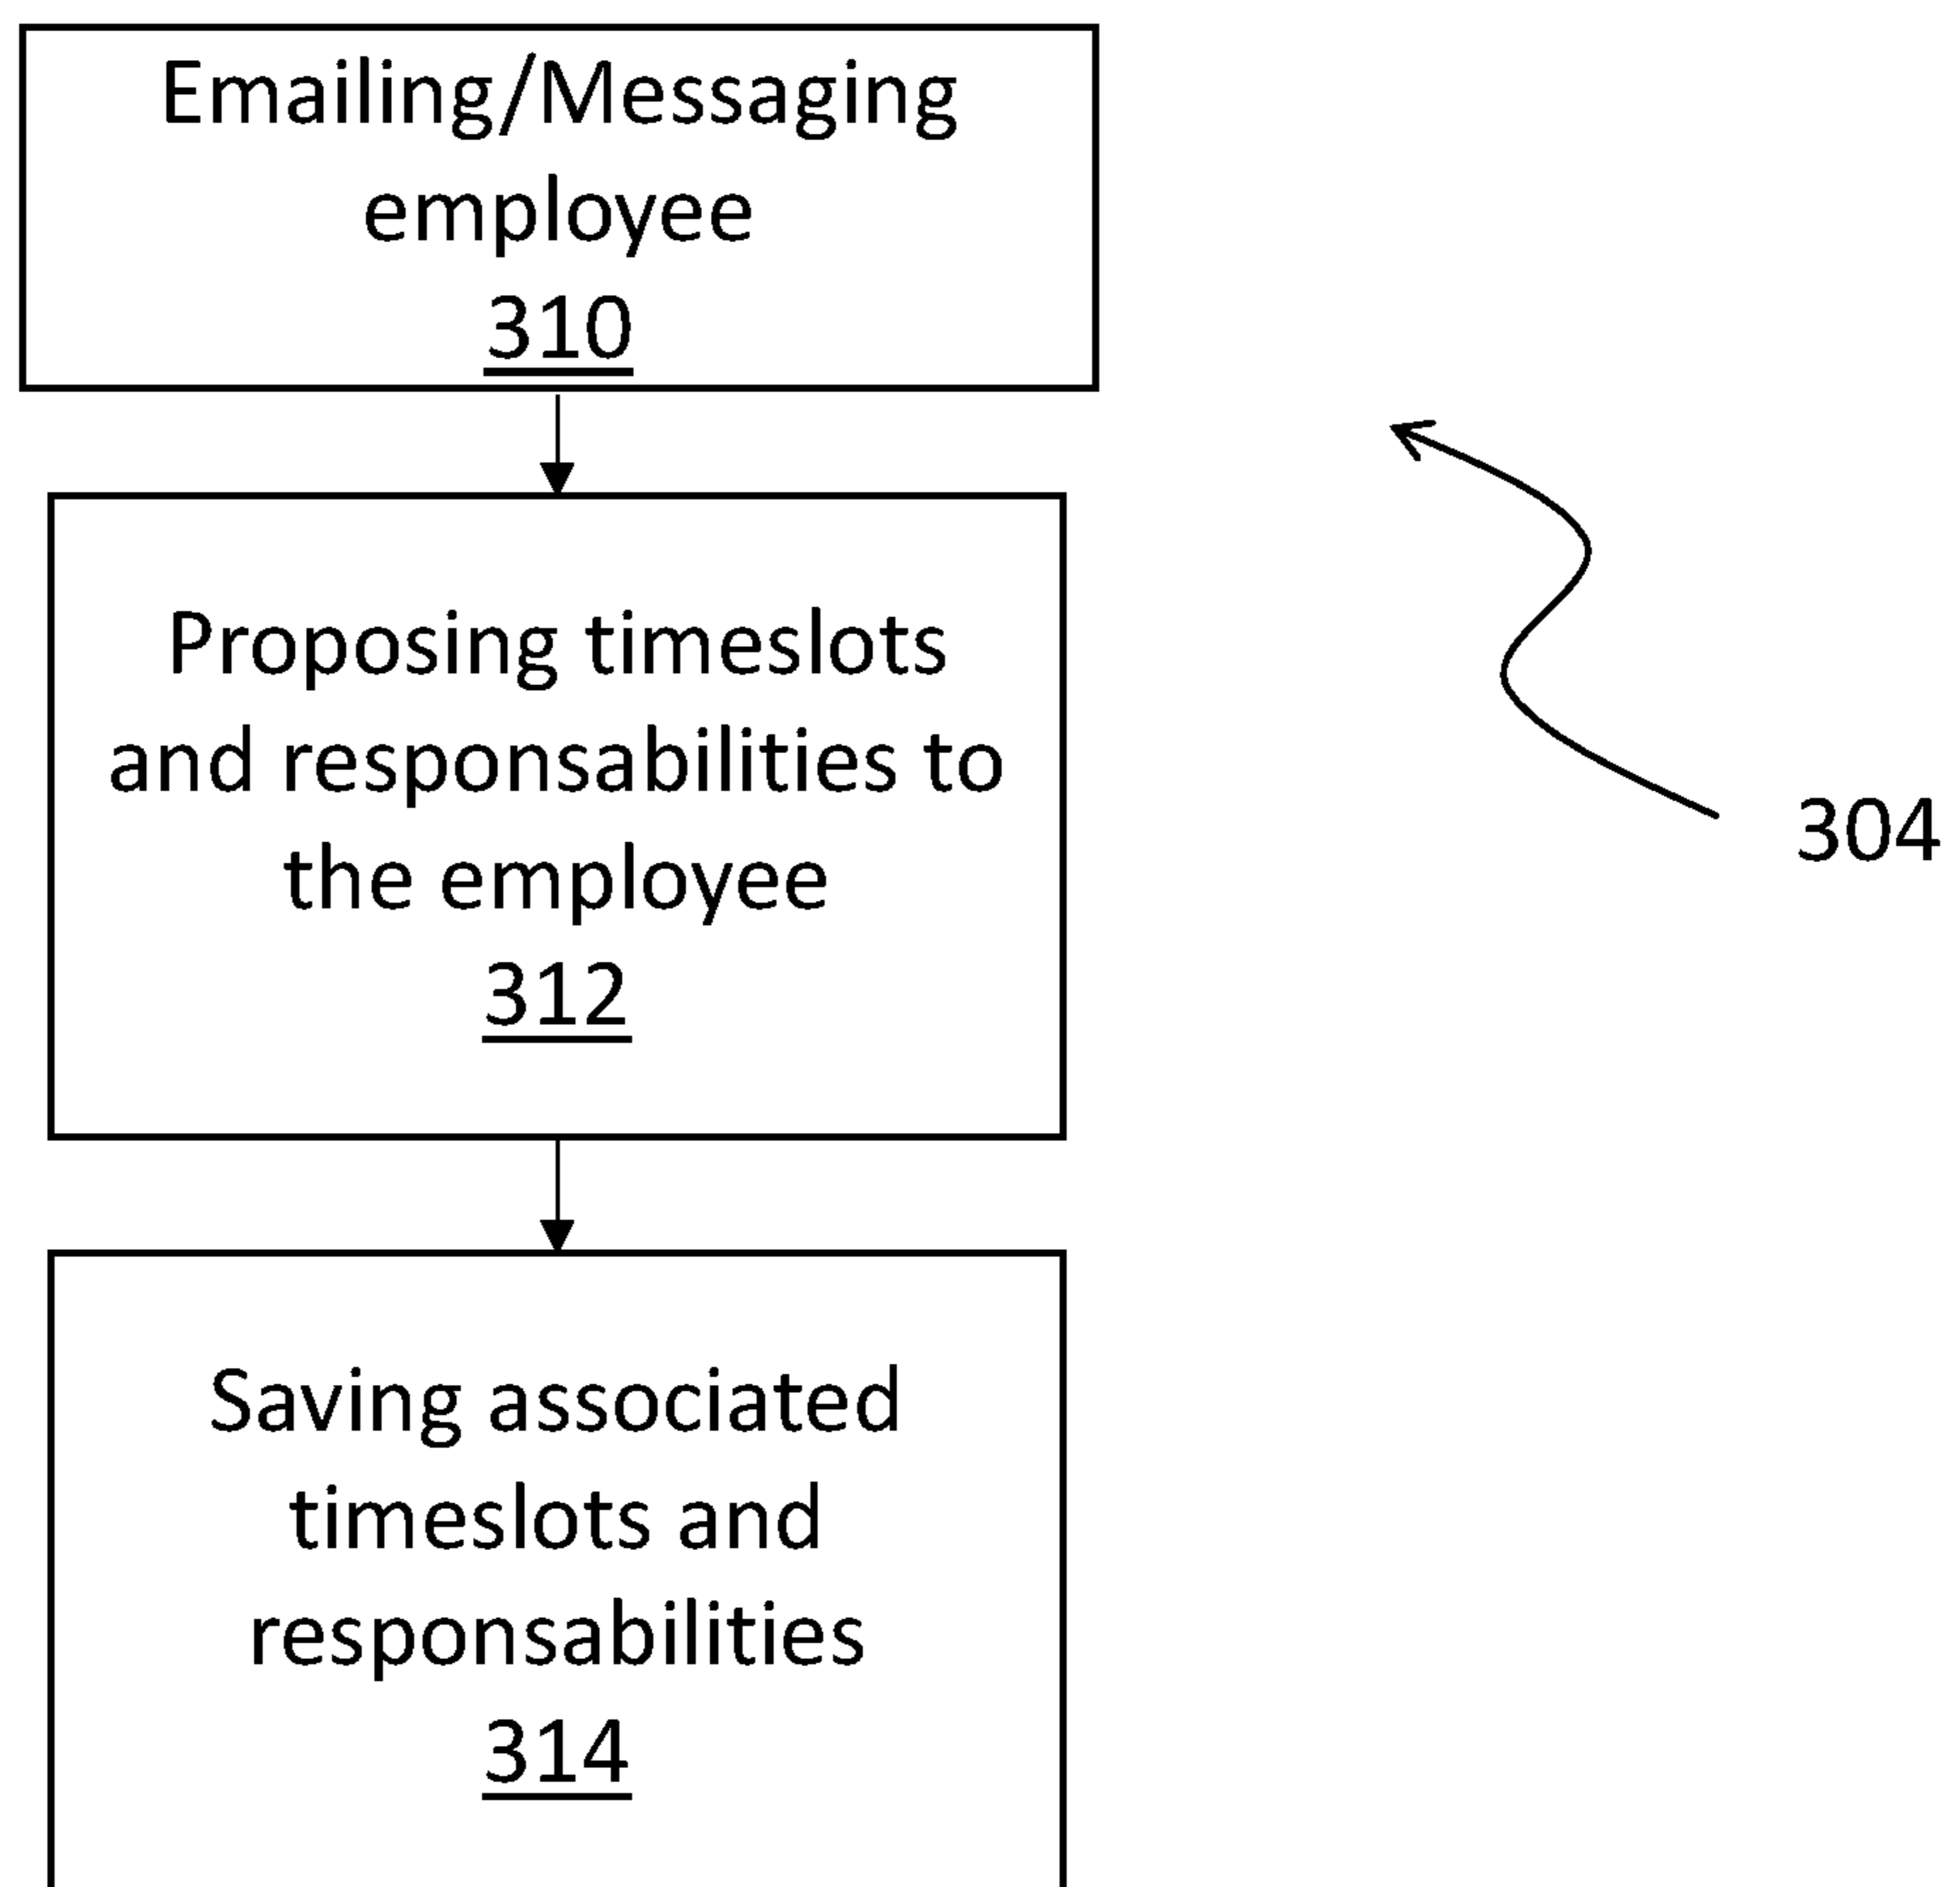 Emailing/Messaging
employee
310
Proposing timeslots
and responsabilities to
the employee
312
304
Saving associated
timeslots and
responsabilities
314